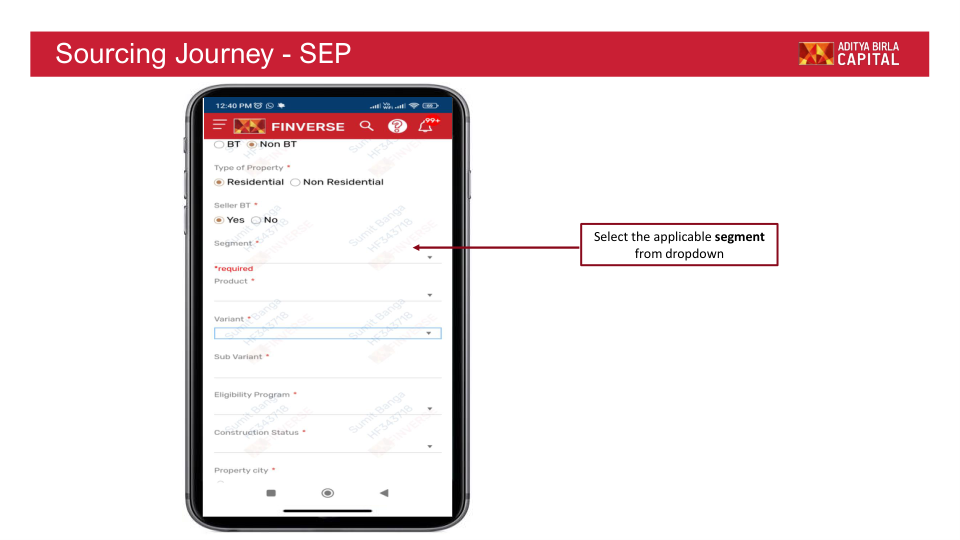 Sourcing Journey - SEP
ADITYA BIRLA
CAPITAL
12:40 PM
FINVERSE
99+
BT Non BT
Type of Property *
Residential Non Residential
Seller BT *
Yes No
Segment *
*required
Product *
Variant *
Sub Variant *
Eligibility Program *
Construction Status *
Property city *
Select the applicable segment
from dropdown
Sumit Banga
HF343718
FINVERSE